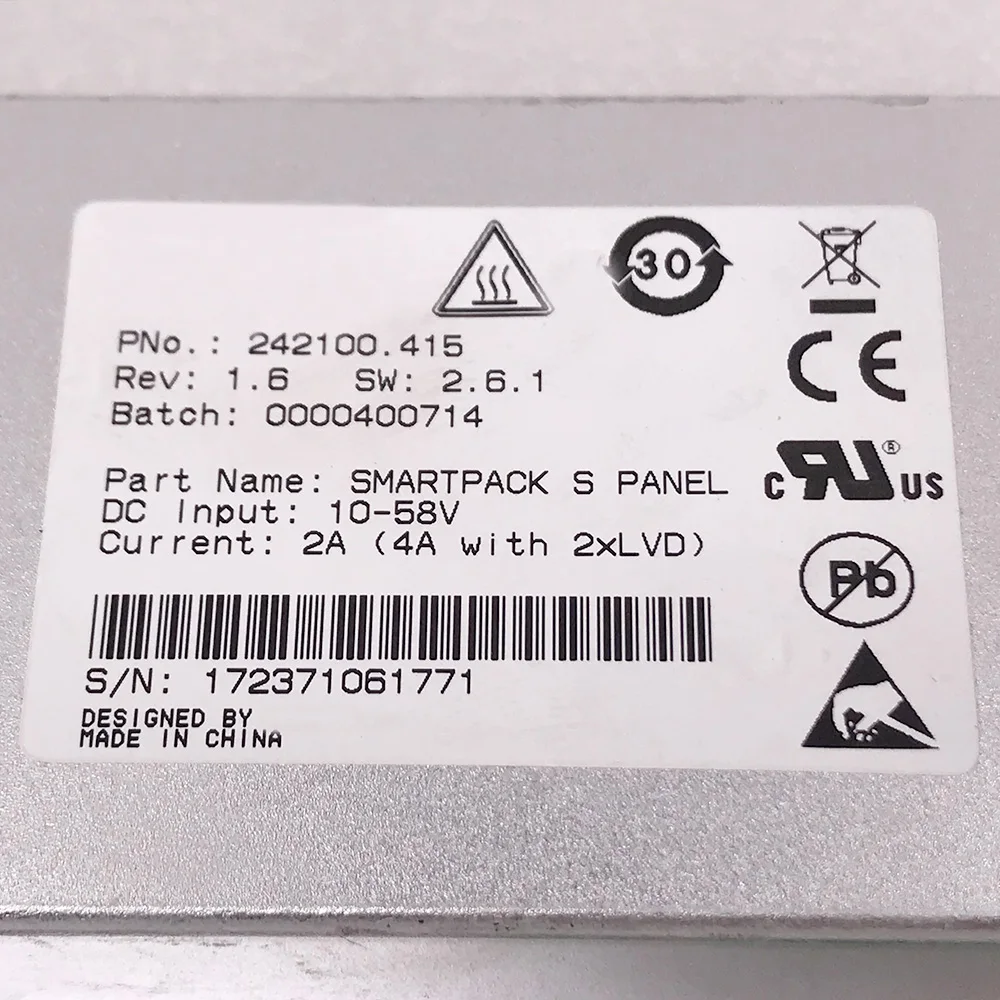 30
PNo.: 242100.415
Rev: 1.6 SW: 2.6.1
Batch: 0000400714
CE
Part Name: SMARTPACK S PANEL
DC Input: 10-58V
Current: 2A (4A with 2xLVD)
c RU ® US
Pb
S/N: 172371061771
DESIGNED BY
MADE IN CHINA